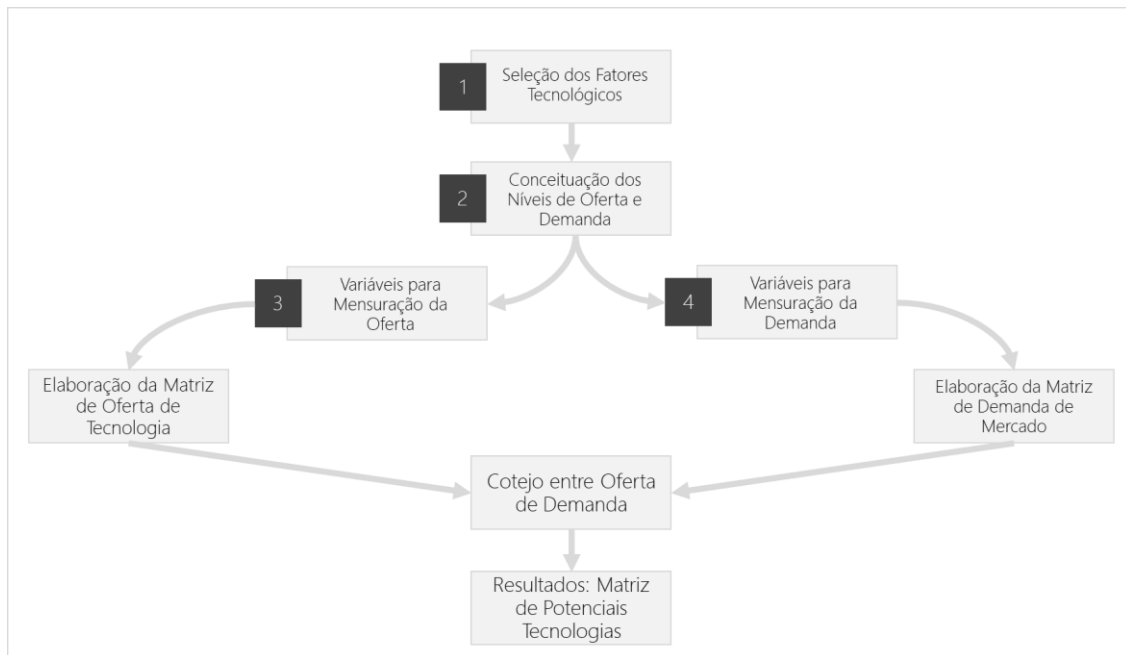 1
Seleção dos Fatores
Tecnológicos
2
Conceituação dos
Níveis de Oferta e
Demanda
3
Variáveis para
Mensuração da
Oferta
4
Variáveis para
Mensuração da
Demanda
Elaboração da Matriz
de Oferta de
Tecnologia
Elaboração da Matriz
de Demanda de
Mercado
Cotejo entre Oferta
de Demanda
Resultados: Matriz
de Potenciais
Tecnologias